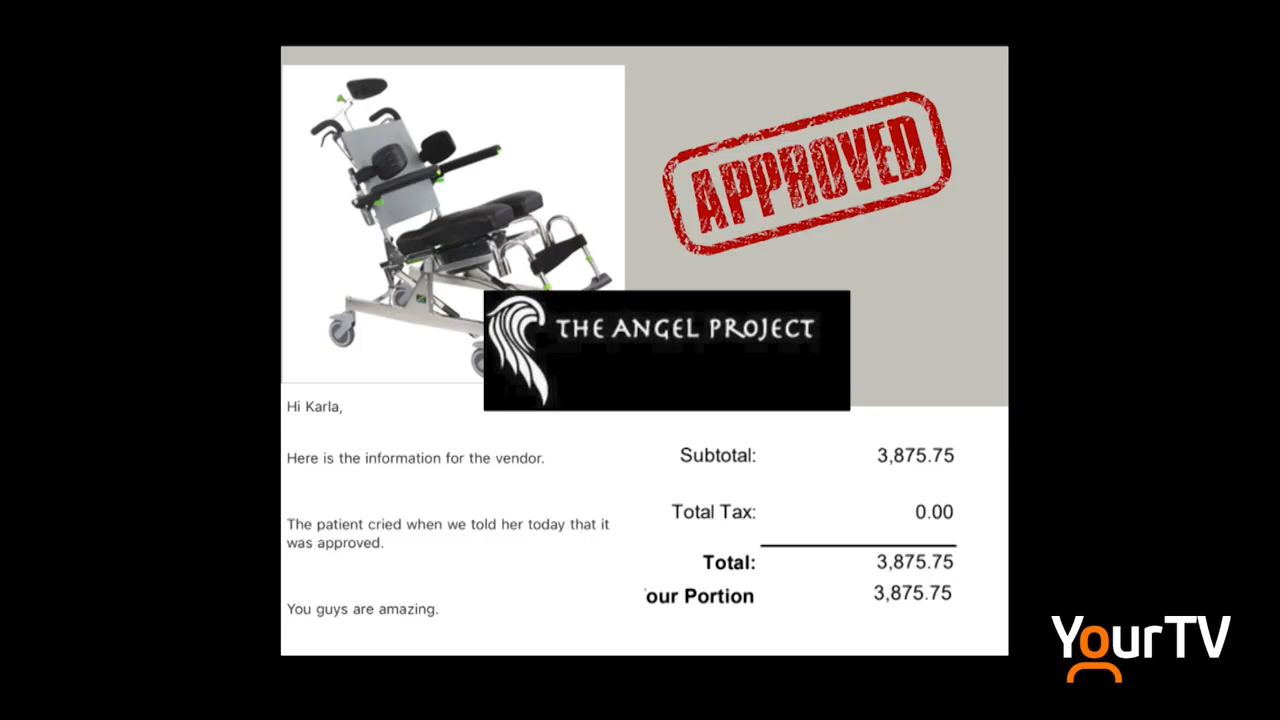 APPROVED
THE ANGEL PROJECT
Hi Karla,
Here is the information for the vendor.
The patient cried when we told her today that it
was approved.
You guys are amazing.
Subtotal: 3,875.75
Total Tax: 0.00
Total: 3,875.75
our Portion 3,875.75
YourTV